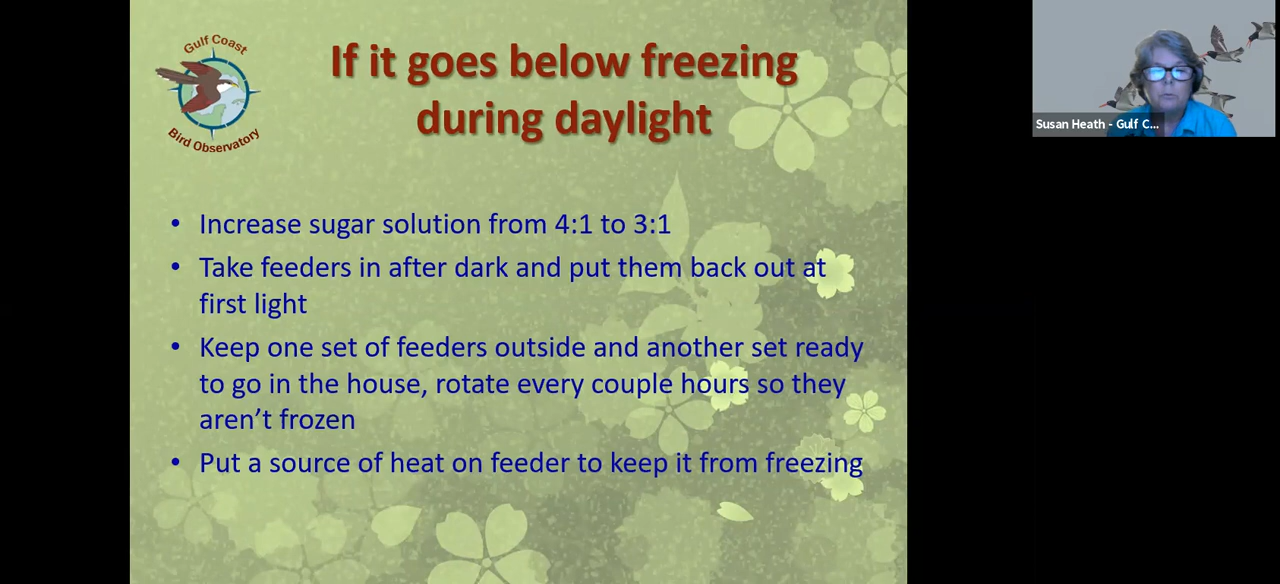 Gulf Coast
Bird Observatory
If it goes below freezing
during daylight
• Increase sugar solution from 4:1 to 3:1
• Take feeders in after dark and put them back out at
first light
• Keep one set of feeders outside and another set ready
to go in the house, rotate every couple hours so they
aren’t frozen
• Put a source of heat on feeder to keep it from freezing
Susan Heath - Gulf C...